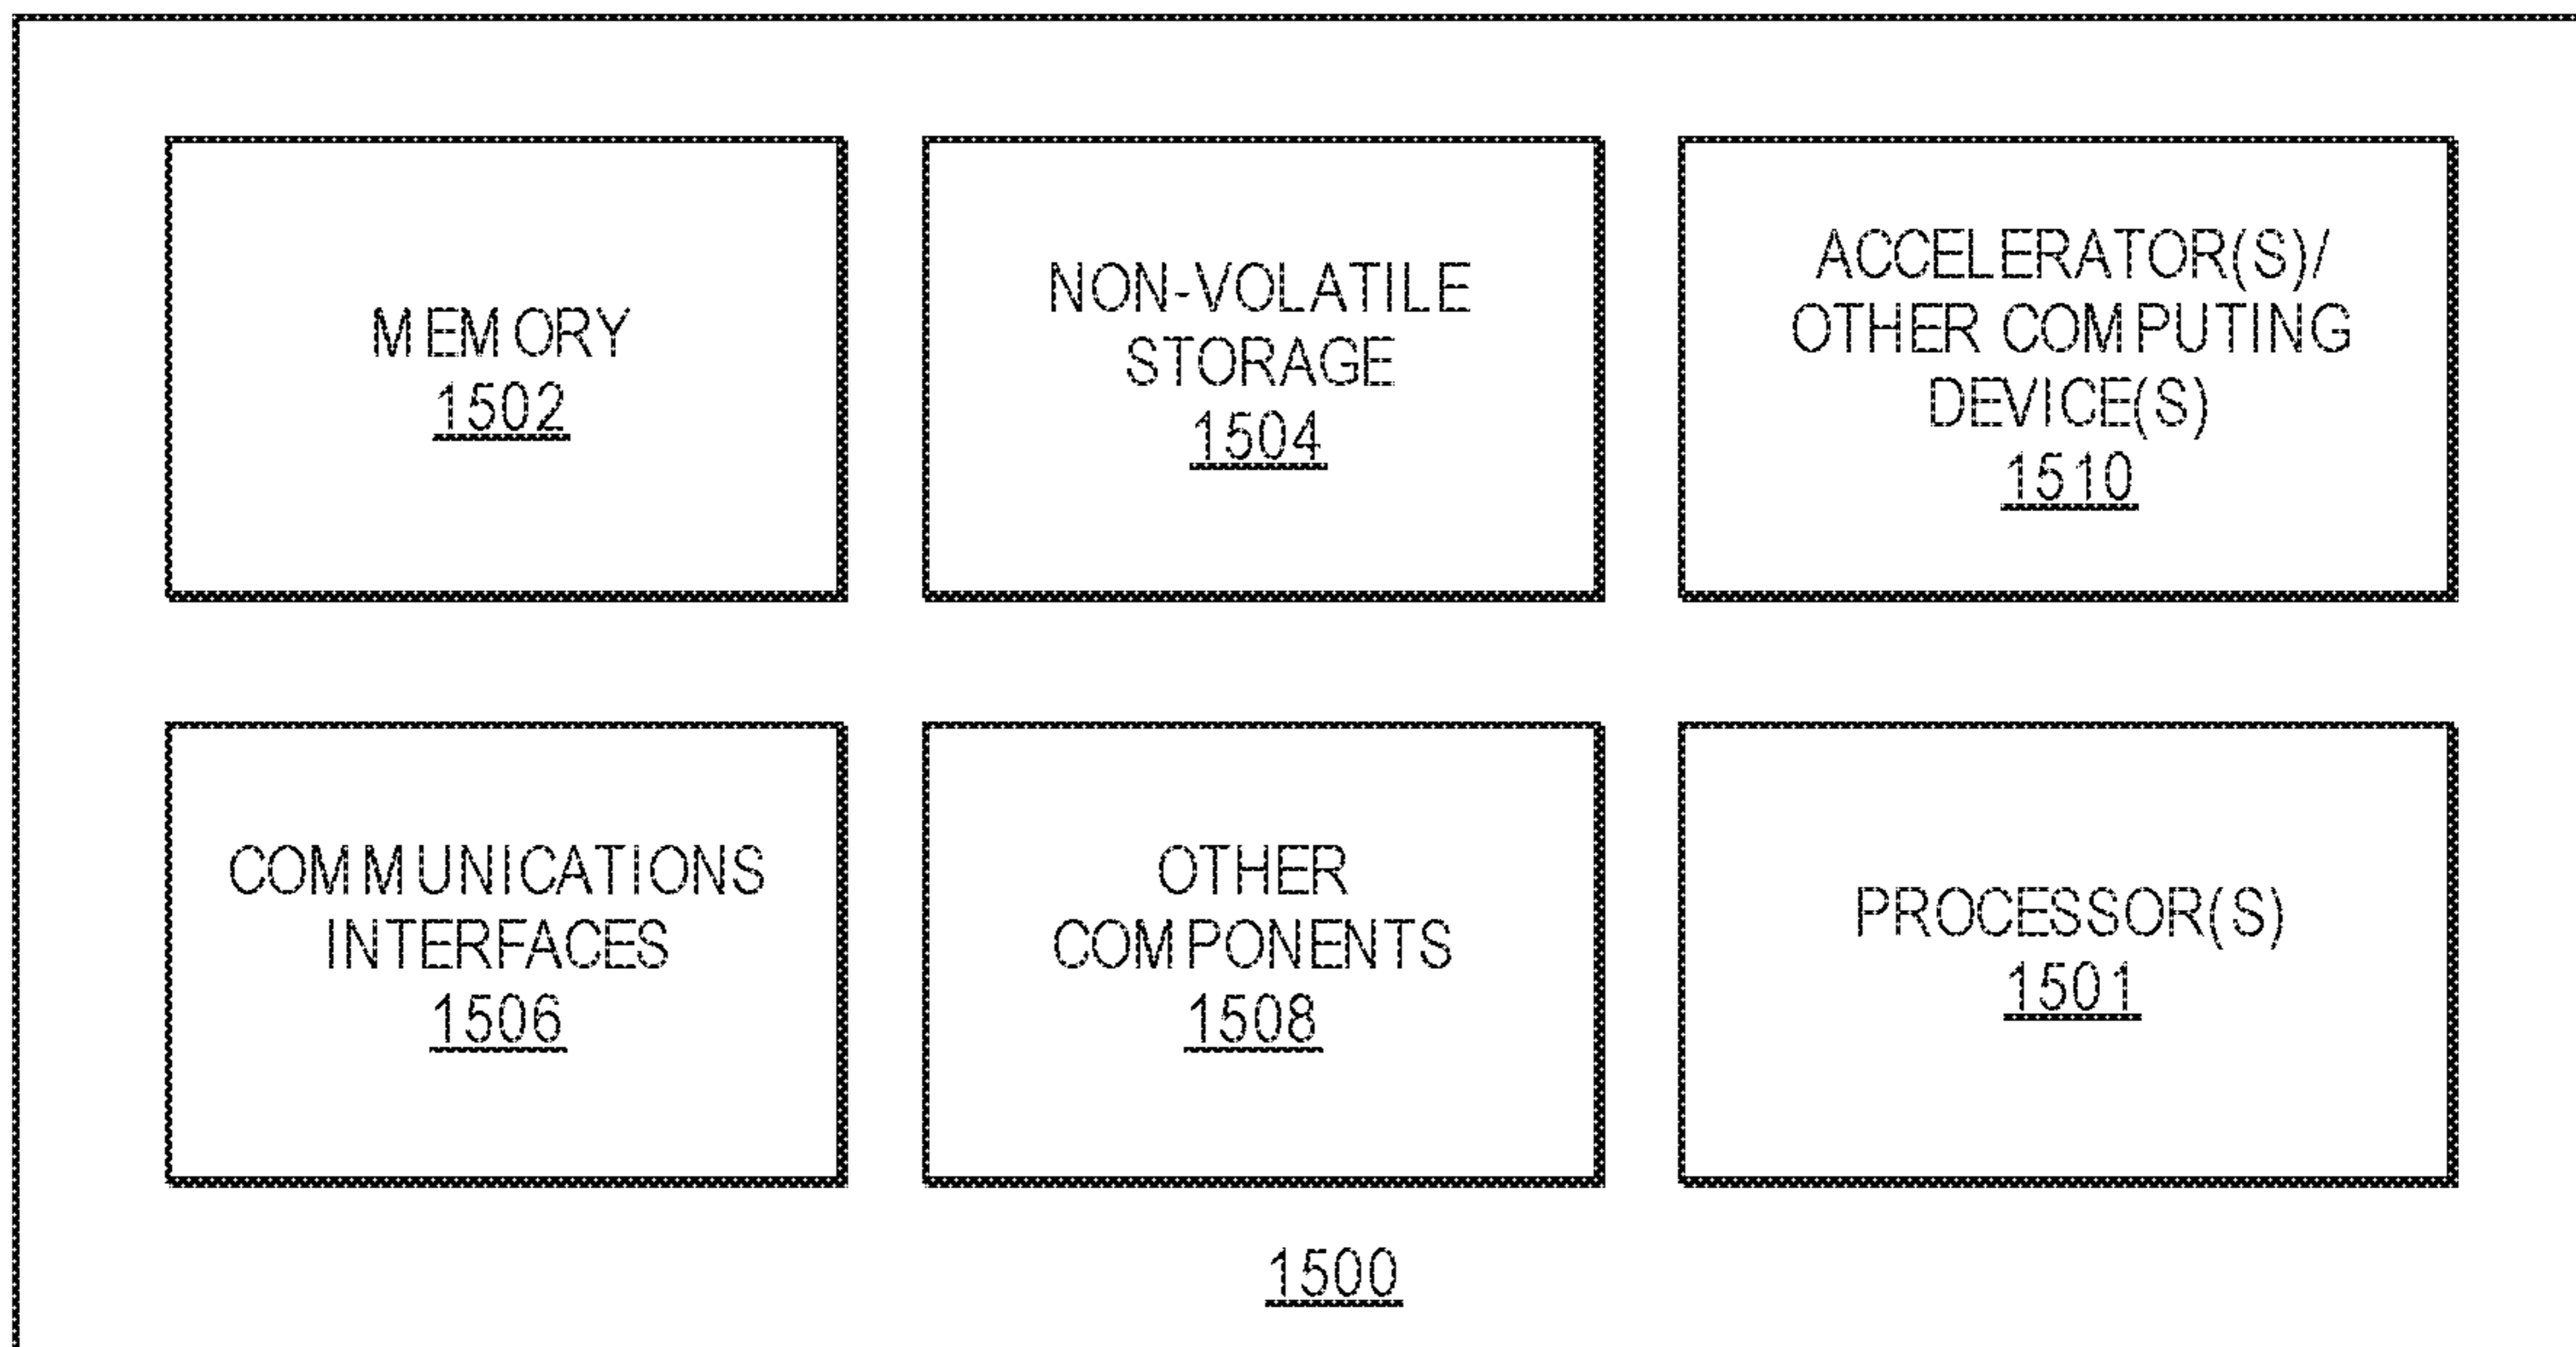 MEMORY
1502
NON-VOLATILE
STORAGE
1504
ACCELERATOR(S)/
OTHER COMPUTING
DEVICE(S)
1510
COMMUNICATIONS
INTERFACES
1506
OTHER
COMPONENTS
1508
PROCESSOR(S)
1501
1500